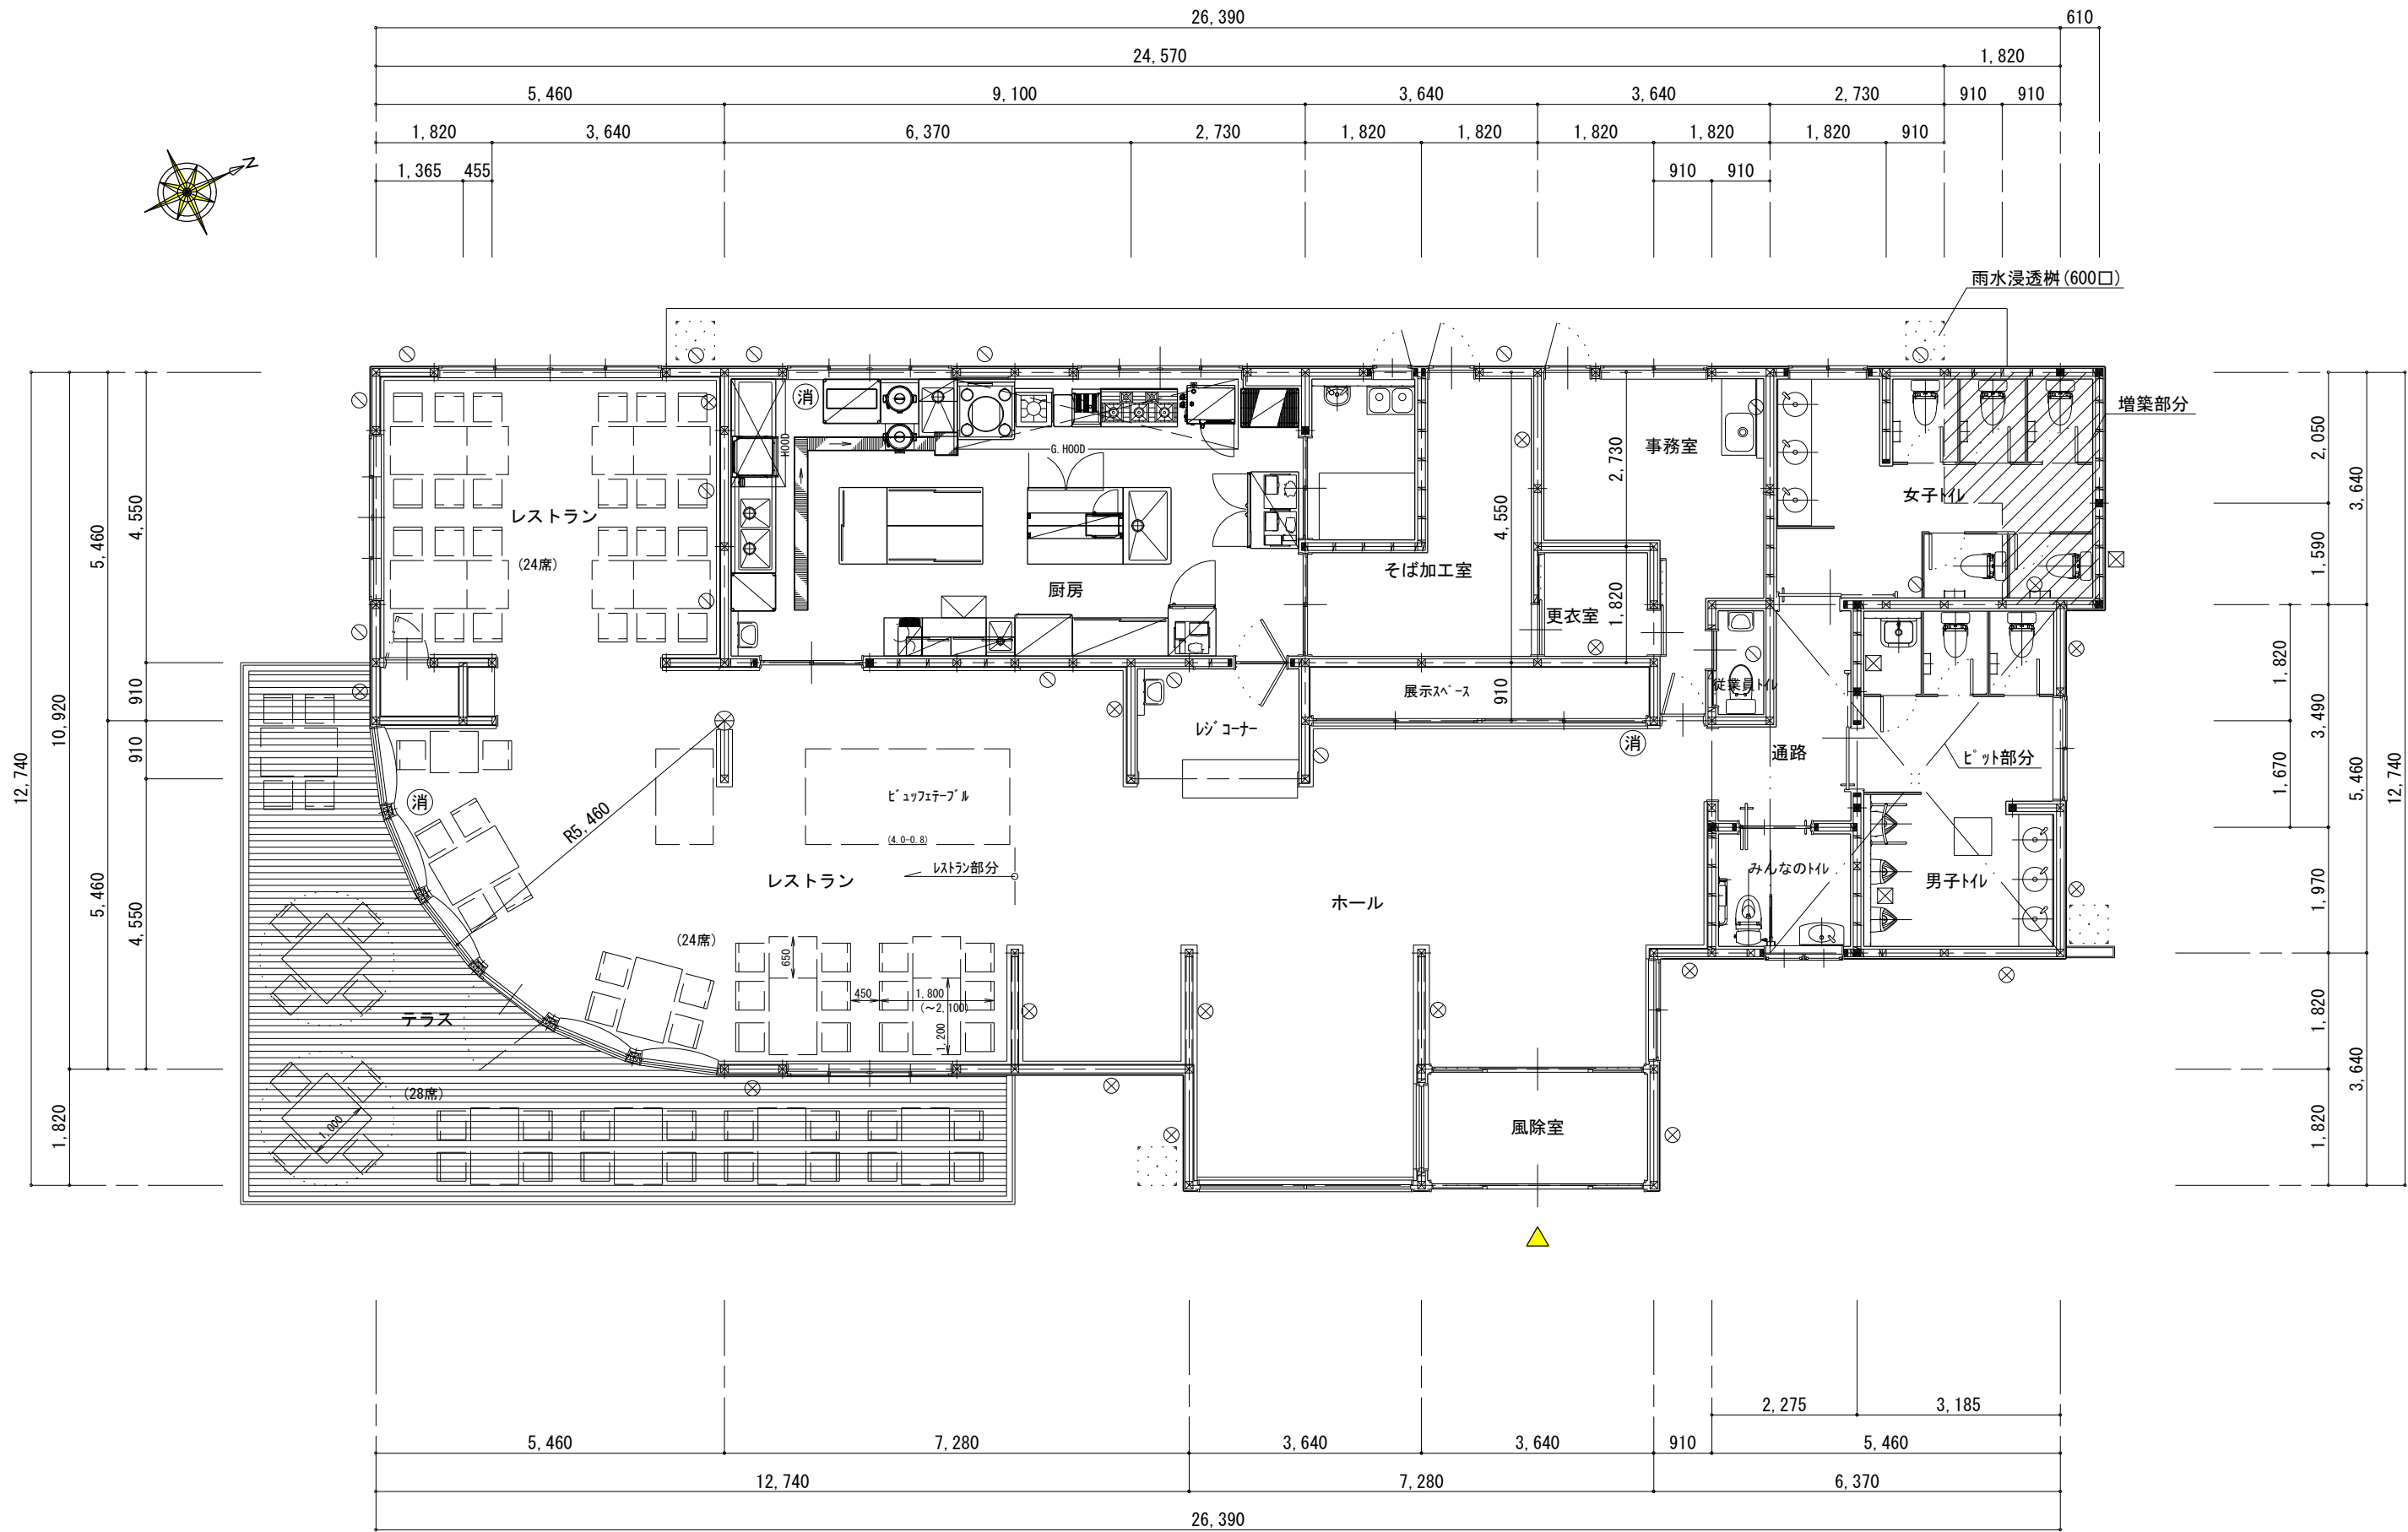 26,390
610
24,570
1,820
5,460
9,100
3,640
3,640
2,730
910
910
1,820
3,640
6,370
2,730
1,820
1,820
1,820
1,820
1,820
910
1,365
455
910
910
N
雨水浸透桝(600□)
増築部分
12,740
10,920
1,820
5,460
5,460
4,550
910
910
4,550
レストラン
(24席)
消
HOOD
G.HOOD
厨房
そば加工室
4,550
910
事務室
2,730
更衣室
1,820
女子ﾄｲﾚ
展示ｽﾍﾟｰｽ
従業員ﾄｲﾚ
ﾚｼﾞｺｰﾅｰ
消
通路
ﾋﾟｯﾄ部分
消
R5,460
ﾋﾞｭｯﾌｪﾃｰﾌﾞﾙ
(4.0-0.8)
ﾚｽﾄﾗﾝ部分
レストラン
(24席)
ホール
みんなのﾄｲﾚ
男子ﾄｲﾚ
650
450
1,800
(～2,100)
1,200
テラス
(28席)
1,000
風除室
2,050
1,590
1,820
3,490
1,670
1,970
1,820
1,820
3,640
5,460
3,640
12,740
2,275
3,185
5,460
7,280
3,640
3,640
910
5,460
12,740
7,280
6,370
26,390